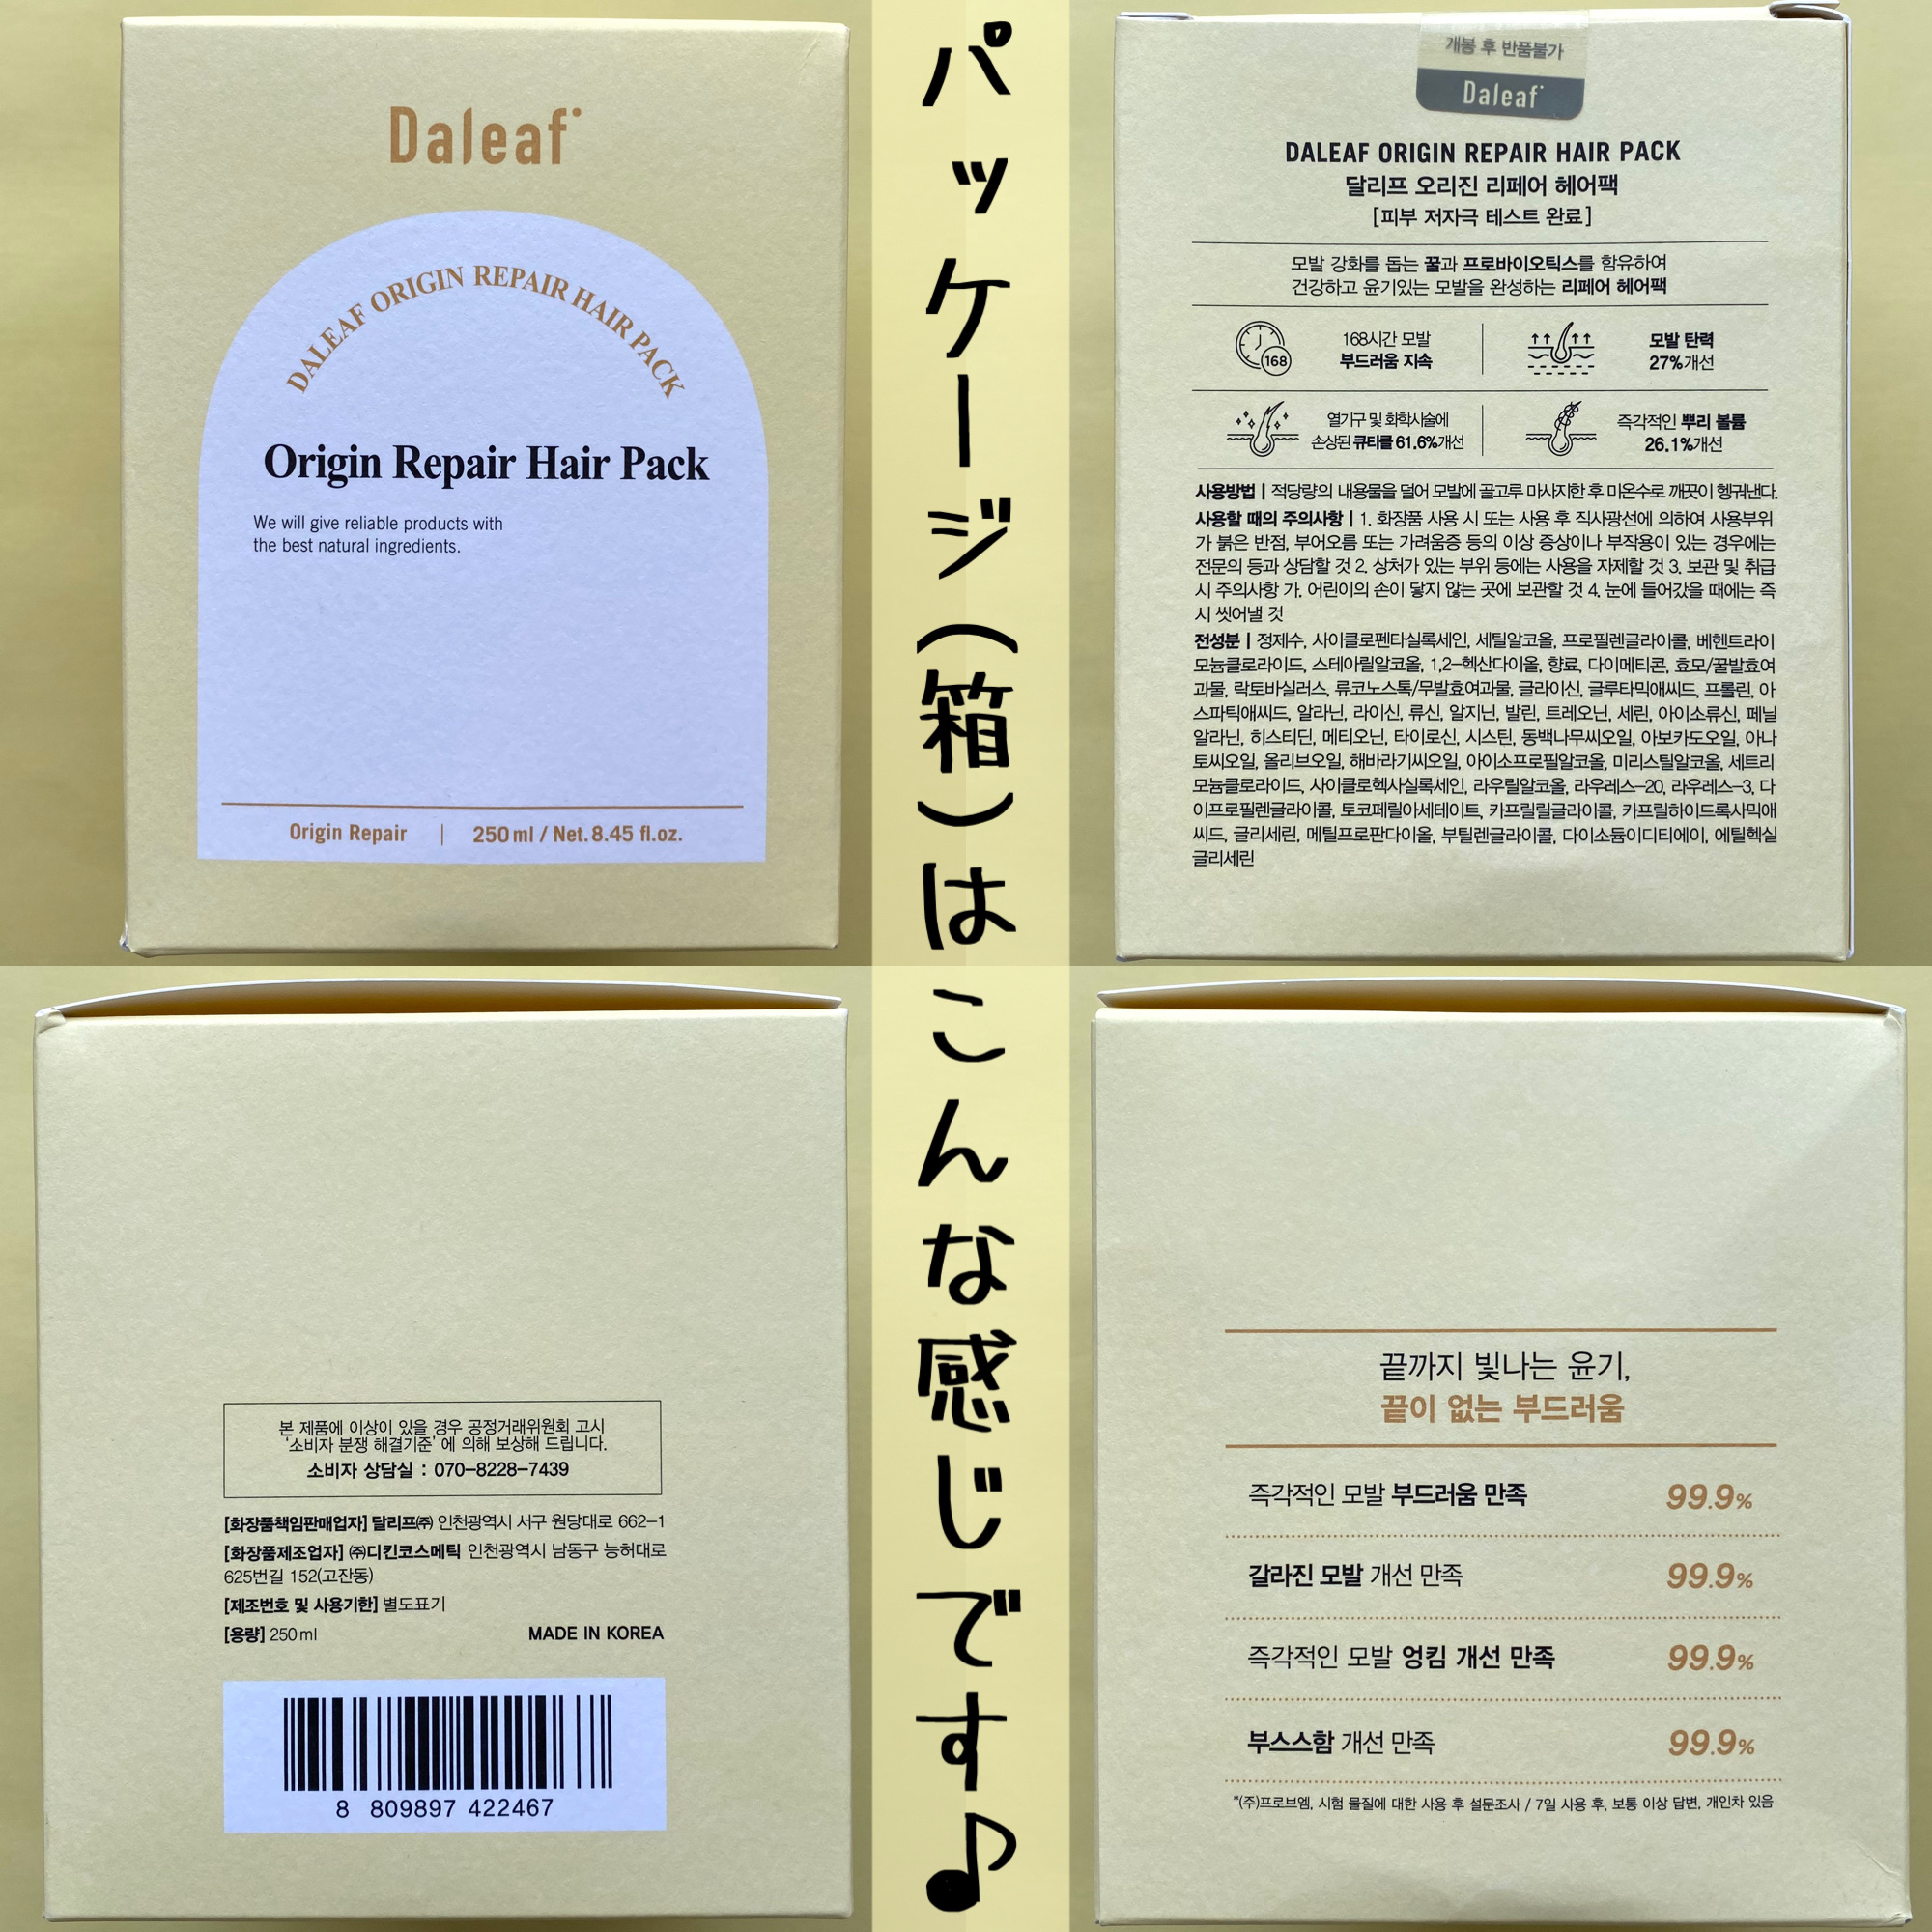 Daleaf
DALEAF ORIGIN REPAIR HAIR PACK
Origin Repair Hair Pack
We will give reliable products with
the best natural ingredients.
Origin Repair | 250 ml / Net. 8.45 fl.oz.
パッケージ(箱)はこんな感じです♪
개봉 후 반품불가
Daleaf
DALEAF ORIGIN REPAIR HAIR PACK
달리프 오리진 리페어 헤어팩
[피부 저자극 테스트 완료]
모발 강화를 돕는 꿀과 프로바이오틱스를 함유하여
건강하고 윤기있는 모발을 완성하는 리페어 헤어팩
168
168시간 모발
부드러움 지속
모발 탄력
27%개선
열기구 및 화학시술에
손상된 큐티클 61.6%개선
즉각적인 뿌리 볼륨
26.1%개선
사용방법 | 적당량의 내용물을 덜어 모발에 골고루 마사지한 후 미온수로 깨끗이 헹궈낸다.
사용할 때의 주의사항 | 1. 화장품 사용 시 또는 사용 후 직사광선에 의하여 사용부위
가 붉은 반점, 부어오름 또는 가려움증 등의 이상 증상이나 부작용이 있는 경우에는
전문의 등과 상담할 것 2. 상처가 있는 부위 등에는 사용을 자제할 것 3. 보관 및 취급
시 주의사항 가. 어린이의 손이 닿지 않는 곳에 보관할 것 4. 눈에 들어갔을 때에는 즉
시 씻어낼 것
전성분 | 정제수, 사이클로펜타실록세인, 세틸알코올, 프로필렌글라이콜, 베헨트라이
모늄클로라이드, 스테아릴알코올, 1,2-헥산다이올, 향료, 다이메티콘, 효모/꿀발효여
과물, 락토바실러스, 류코노스톡/무발효여과물, 글라이신, 글루타믹애씨드, 프롤린, 아
스파틱애씨드, 알라닌, 라이신, 류신, 알지닌, 발린, 트레오닌, 세린, 아이소류신, 페닐
알라닌, 히스티딘, 메티오닌, 타이로신, 시스틴, 동백나무씨오일, 아보카도오일, 아나
토씨오일, 올리브오일, 해바라기씨오일, 아이소프로필알코올, 미리스틸알코올, 세트리
모늄클로라이드, 사이클로헥사실록세인, 라우릴알코올, 라우레스-20, 라우레스-3, 다
이프로필렌글라이콜, 토코페릴아세테이트, 카프릴릴글라이콜, 카프릴하이드록사믹애
씨드, 글리세린, 메틸프로판다이올, 부틸렌글라이콜, 다이소듐이디티에이, 에틸헥실
글리세린
본 제품에 이상이 있을 경우 공정거래위원회 고시
'소비자 분쟁 해결기준' 에 의해 보상해 드립니다.
소비자 상담실 : 070-8228-7439
[화장품책임판매업자] 달리프㈜ 인천광역시 서구 원당대로 662-1
[화장품제조업자] ㈜디킨코스메틱 인천광역시 남동구 능허대로
625번길 152(고잔동)
[제조번호 및 사용기한] 별도표기
[용량] 250 ml MADE IN KOREA
8 809897 422467
끝까지 빛나는 윤기,
끝이 없는 부드러움
즉각적인 모발 부드러움 만족 99.9%
갈라진 모발 개선 만족 99.9%
즉각적인 모발 엉킴 개선 만족 99.9%
부스스함 개선 만족 99.9%
*(주)프로브엠, 시험 물질에 대한 사용 후 설문조사 / 7일 사용 후, 보통 이상 답변, 개인차 있음